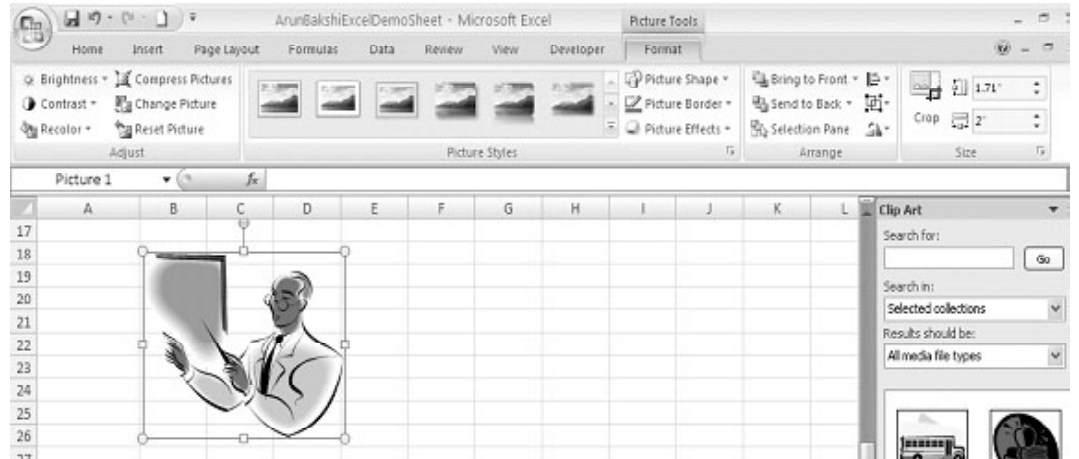 ArunBakshiExcelDemoSheet - Microsoft Excel Picture Tools
Home Insert Page Layout Formulas Data Review View Developer Format
Brightness Compress Pictures Picture Shape Bring to Front 1.71"
Contrast Change Picture Picture Border Send to Back Crop 2"
Recolor Reset Picture Picture Effects Selection Pane
Adjust Picture Styles Arrange Size
Picture 1 fx
A B C D E F G H I J K L Clip Art
17 Search for:
18 Go
19 Search in:
20 Selected collections
21 Results should be:
22 All media file types
23
24
25
26
27